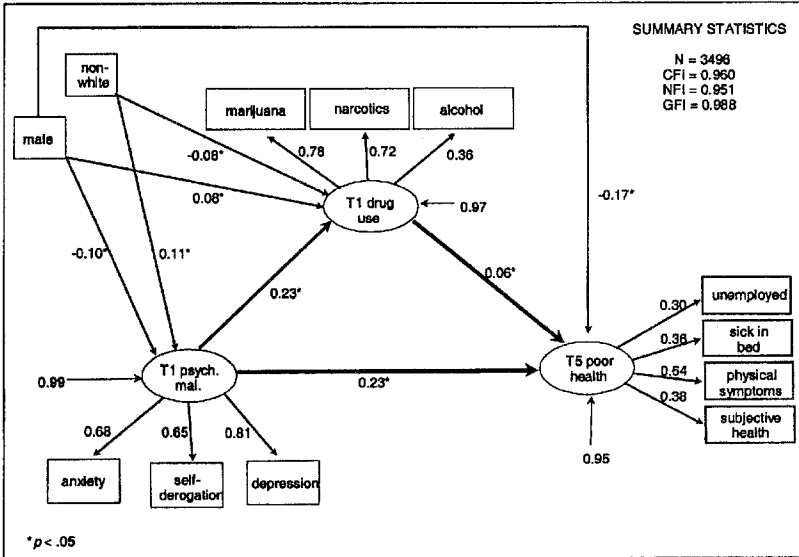 SUMMARY STATISTICS
N = 3496
CFI = 0.960
NFI = 0.951
GFI = 0.988
non-
white
male
marijuana
narcotics
alcohol
0.78
0.72
0.36
-0.08*
0.08*
T1 drug
use
0.97
-0.17*
-0.10*
0.11*
0.23*
0.06*
unemployed
0.30
sick in
bed
0.36
T5 poor
health
physical
symptoms
0.54
subjective
health
0.38
0.95
T1 psych.
mal.
0.99
0.23*
0.68
0.65
0.81
anxiety
self-
derogation
depression
*p < .05